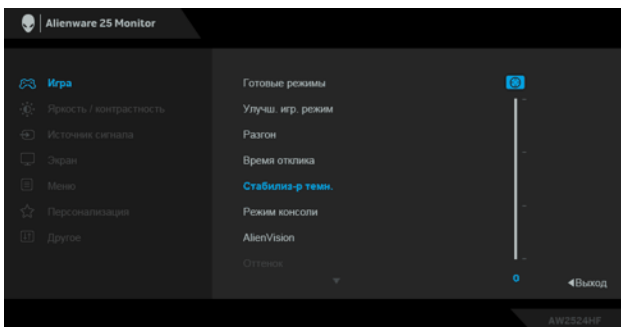 Alienware 25 Monitor
Игра
Яркость / контрастность
Источник сигнала
Экран
Меню
Персонализация
Другое
Готовые режимы
Улучш. игр. режим
Разгон
Время отклика
Стабилиз-р темн.
Режим консоли
AlienVision
Оттенок
0
Выход
AW2524HF